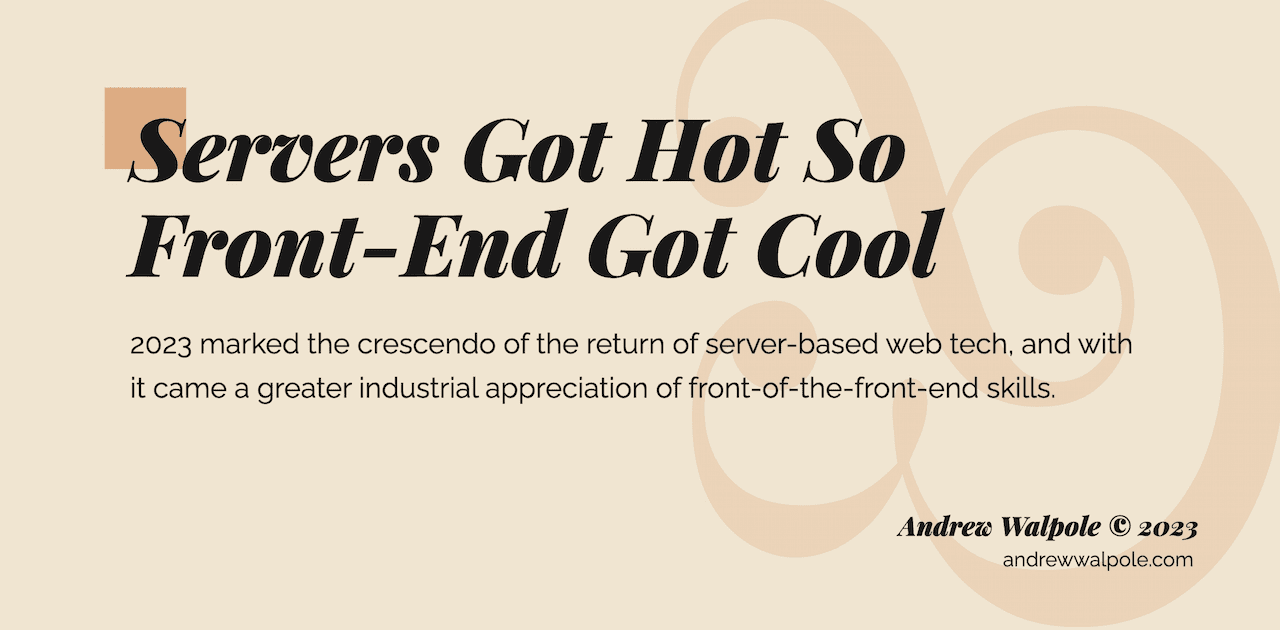 Servers Got Hot So
Front-End Got Cool
2023 marked the crescendo of the return of server-based web tech, and with
it came a greater industrial appreciation of front-of-the-front-end skills.
Andrew Walpole © 2023
andrewwalpole.com